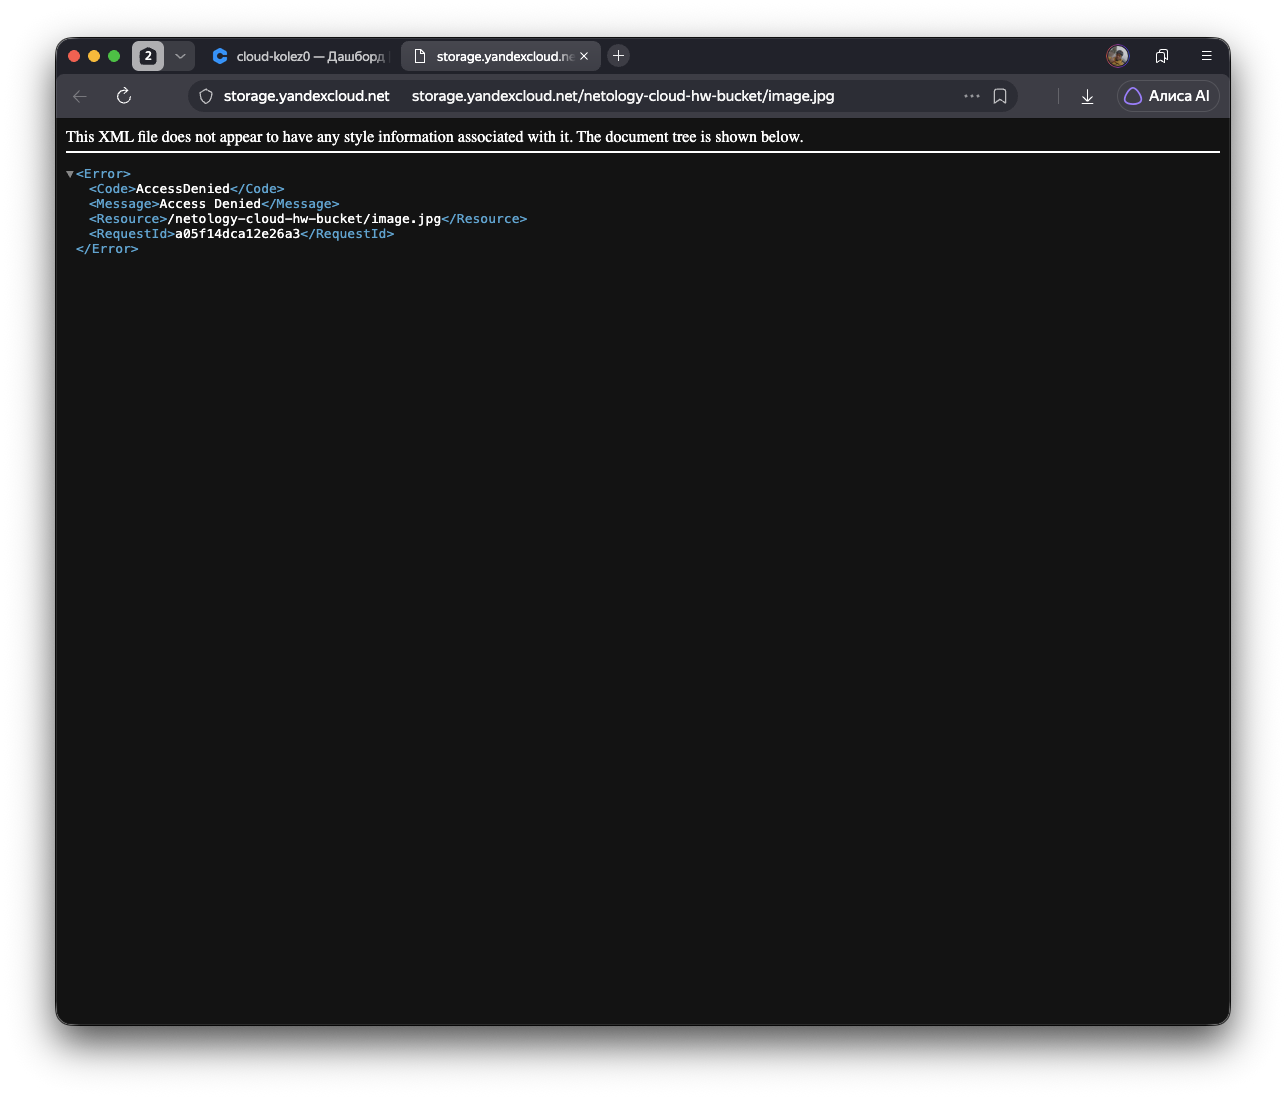 2
cloud-kolez0 — Дашборд
storage.yandexcloud.ne
storage.yandexcloud.net storage.yandexcloud.net/netology-cloud-hw-bucket/image.jpg
Алиса AI
This XML file does not appear to have any style information associated with it. The document tree is shown below.
<Error>
<Code>AccessDenied</Code>
<Message>Access Denied</Message>
<Resource>/netology-cloud-hw-bucket/image.jpg</Resource>
<RequestId>a05f14dca12e26a3</RequestId>
</Error>